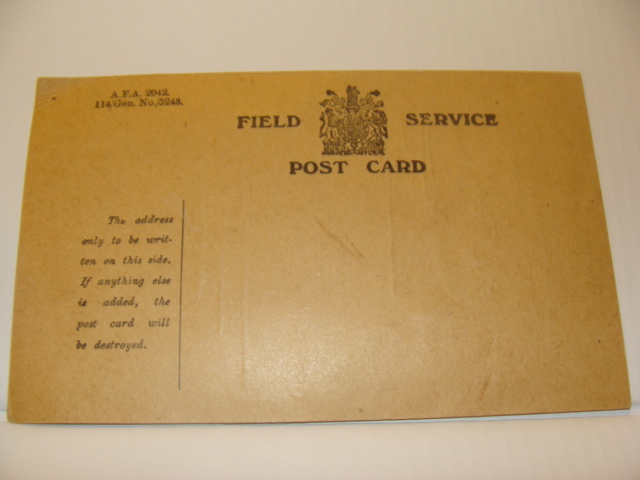 A.F.A. 2042.
114/Gen. No./5248.
FIELD SERVICE
POST CARD
The address
only to be writ-
ten on this side.
If anything else
is added, the
post card will
be destroyed.